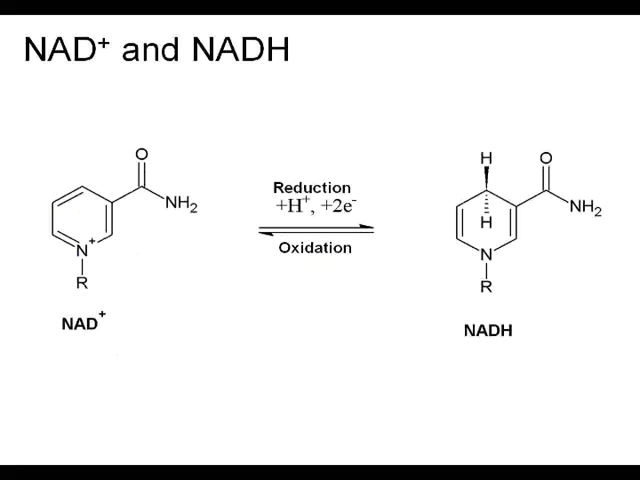 NAD⁺ and NADH
O
NH₂
N⁺
R
NAD⁺
Reduction
+H⁺, +2e⁻
Oxidation
H
H
O
NH₂
N
R
NADH